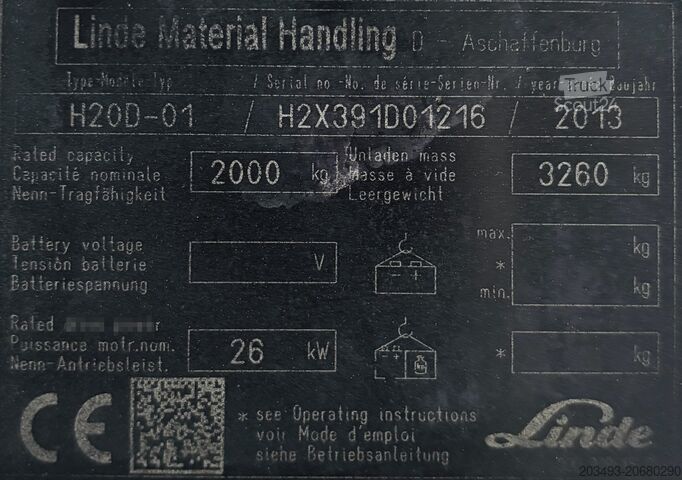 Linde Material Handling D - Aschaffenburg
Type-Modèle-Typ / Serial no-No. de série-Serien-Nr. / year
Truck
Scout24
H20D-01 / H2X391D01216 / 2013
Rated capacity
Capacité nominale
Nenn-Tragfähigkeit
2000 kg
Unladen mass
Masse à vide
Leergewicht
3260 kg
Battery voltage
Tension batterie
Batteriespannung
V
- +
max. kg
*
min. kg
Rated
Puissance motr.nom.
Nenn-Antriebsleist.
26 kW
* kg
CE
* see Operating instructions
voir Mode d'emploi
siehe Betriebsanleitung
Linde
203493-20680290